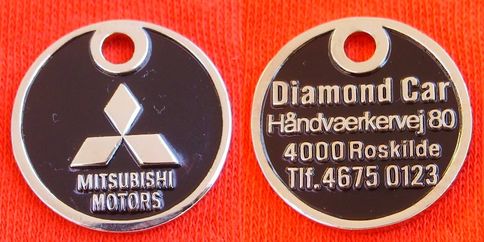 MITSUBISHI
MOTORS
Diamond Car
Håndværkervej 80
4000 Roskilde
Tlf. 4675 0123